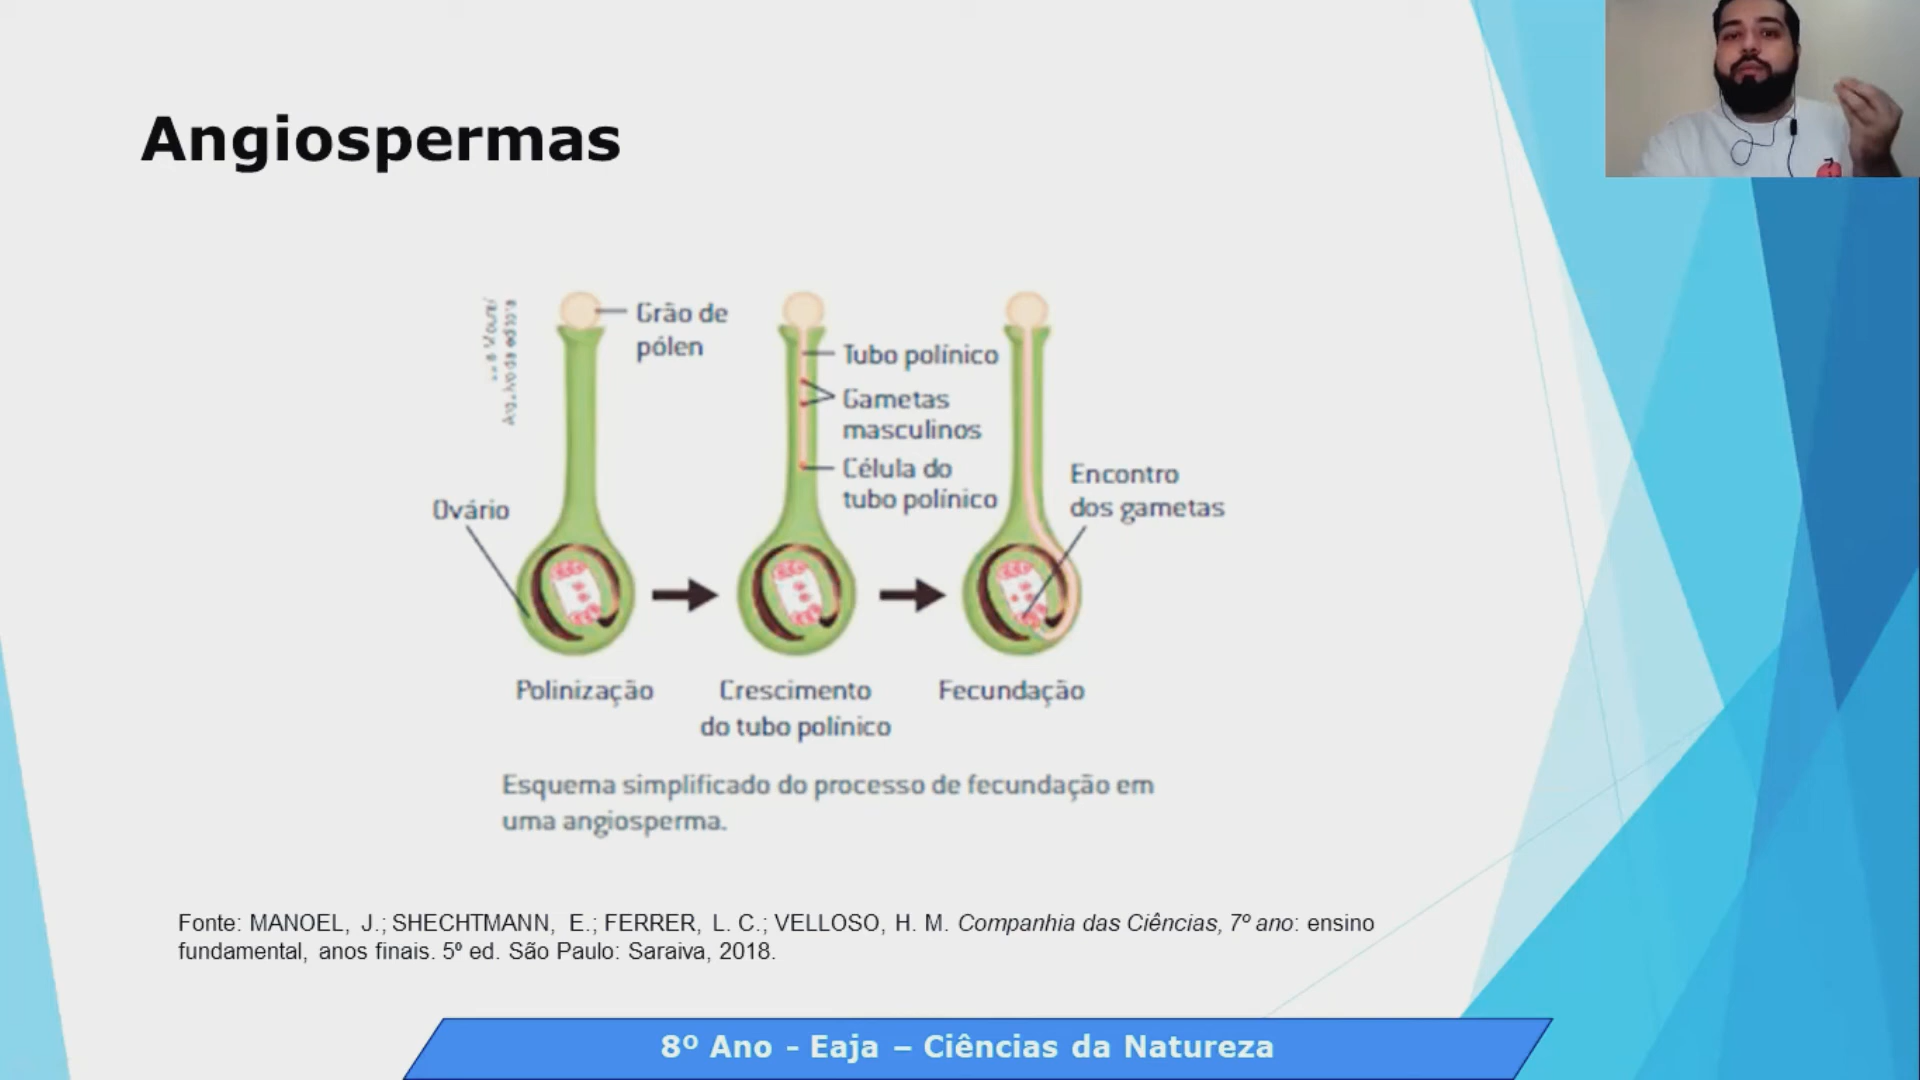 Angiospermas
Grão de
pólen
Tubo polínico
Gametas
masculinos
Célula do
tubo polínico
Encontro
dos gametas
Ovário
Polinização
Crescimento
do tubo polínico
Fecundação
Esquema simplificado do processo de fecundação em
uma angiosperma.
Fonte: MANOEL, J.; SHECHTMANN, E.; FERRER, L. C.; VELLOSO, H. M. Companhia das Ciências, 7º ano: ensino
fundamental, anos finais. 5º ed. São Paulo: Saraiva, 2018.
8º Ano - Eaja – Ciências da Natureza